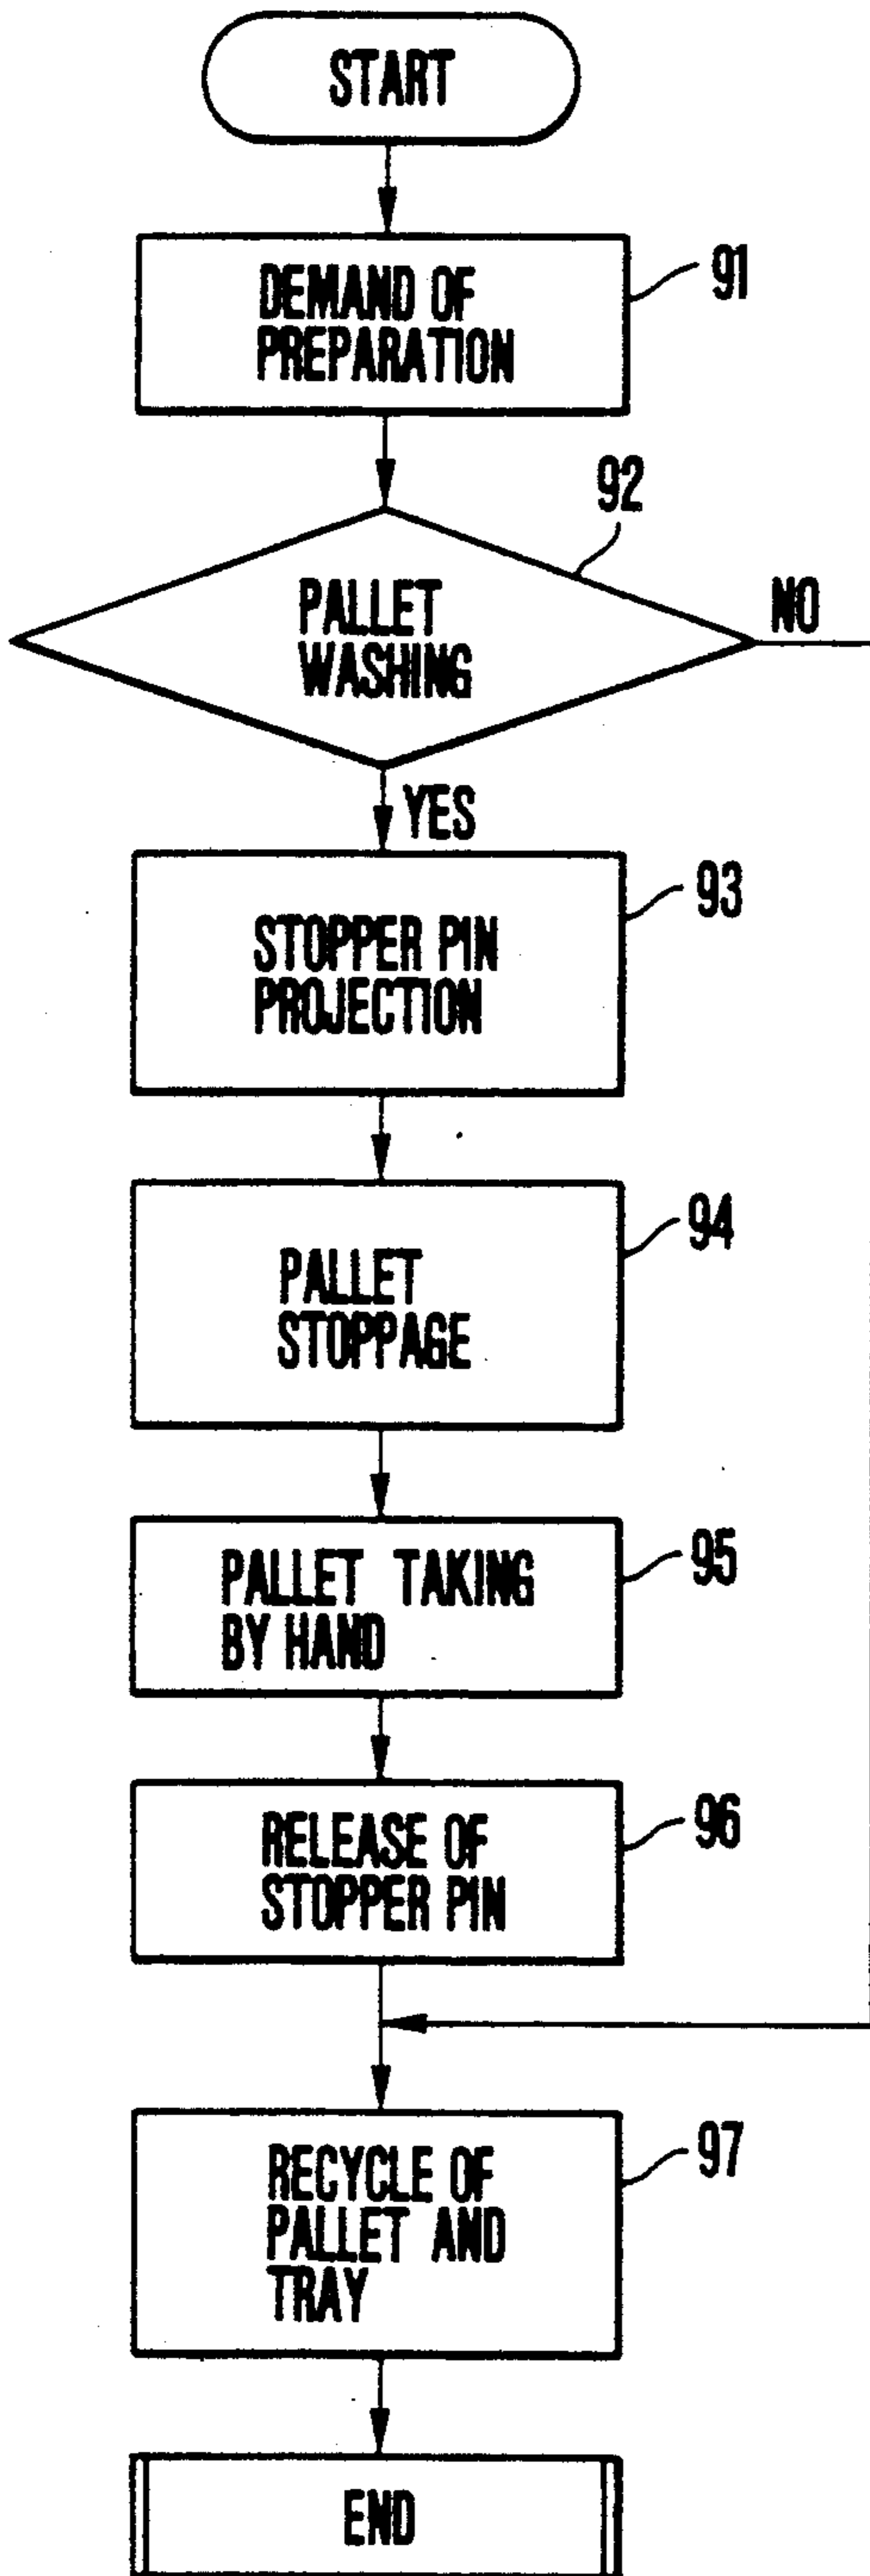 START
DEMAND OF
PREPARATION
91
92
PALLET
WASHING
NO
YES
STOPPER PIN
PROJECTION
93
PALLET
STOPPAGE
94
PALLET TAKING
BY HAND
95
RELEASE OF
STOPPER PIN
96
RECYCLE OF
PALLET AND
TRAY
97
END